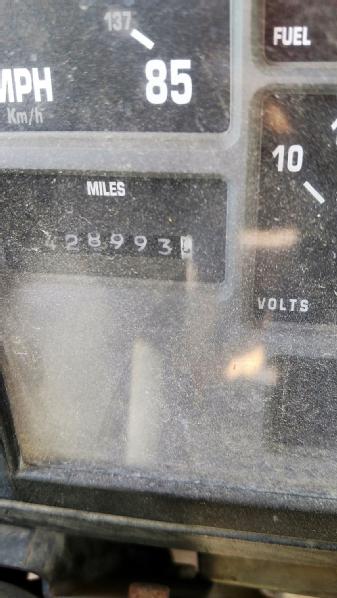 137
85
MPH
Km/h
FUEL
10
MILES
428993
VOLTS